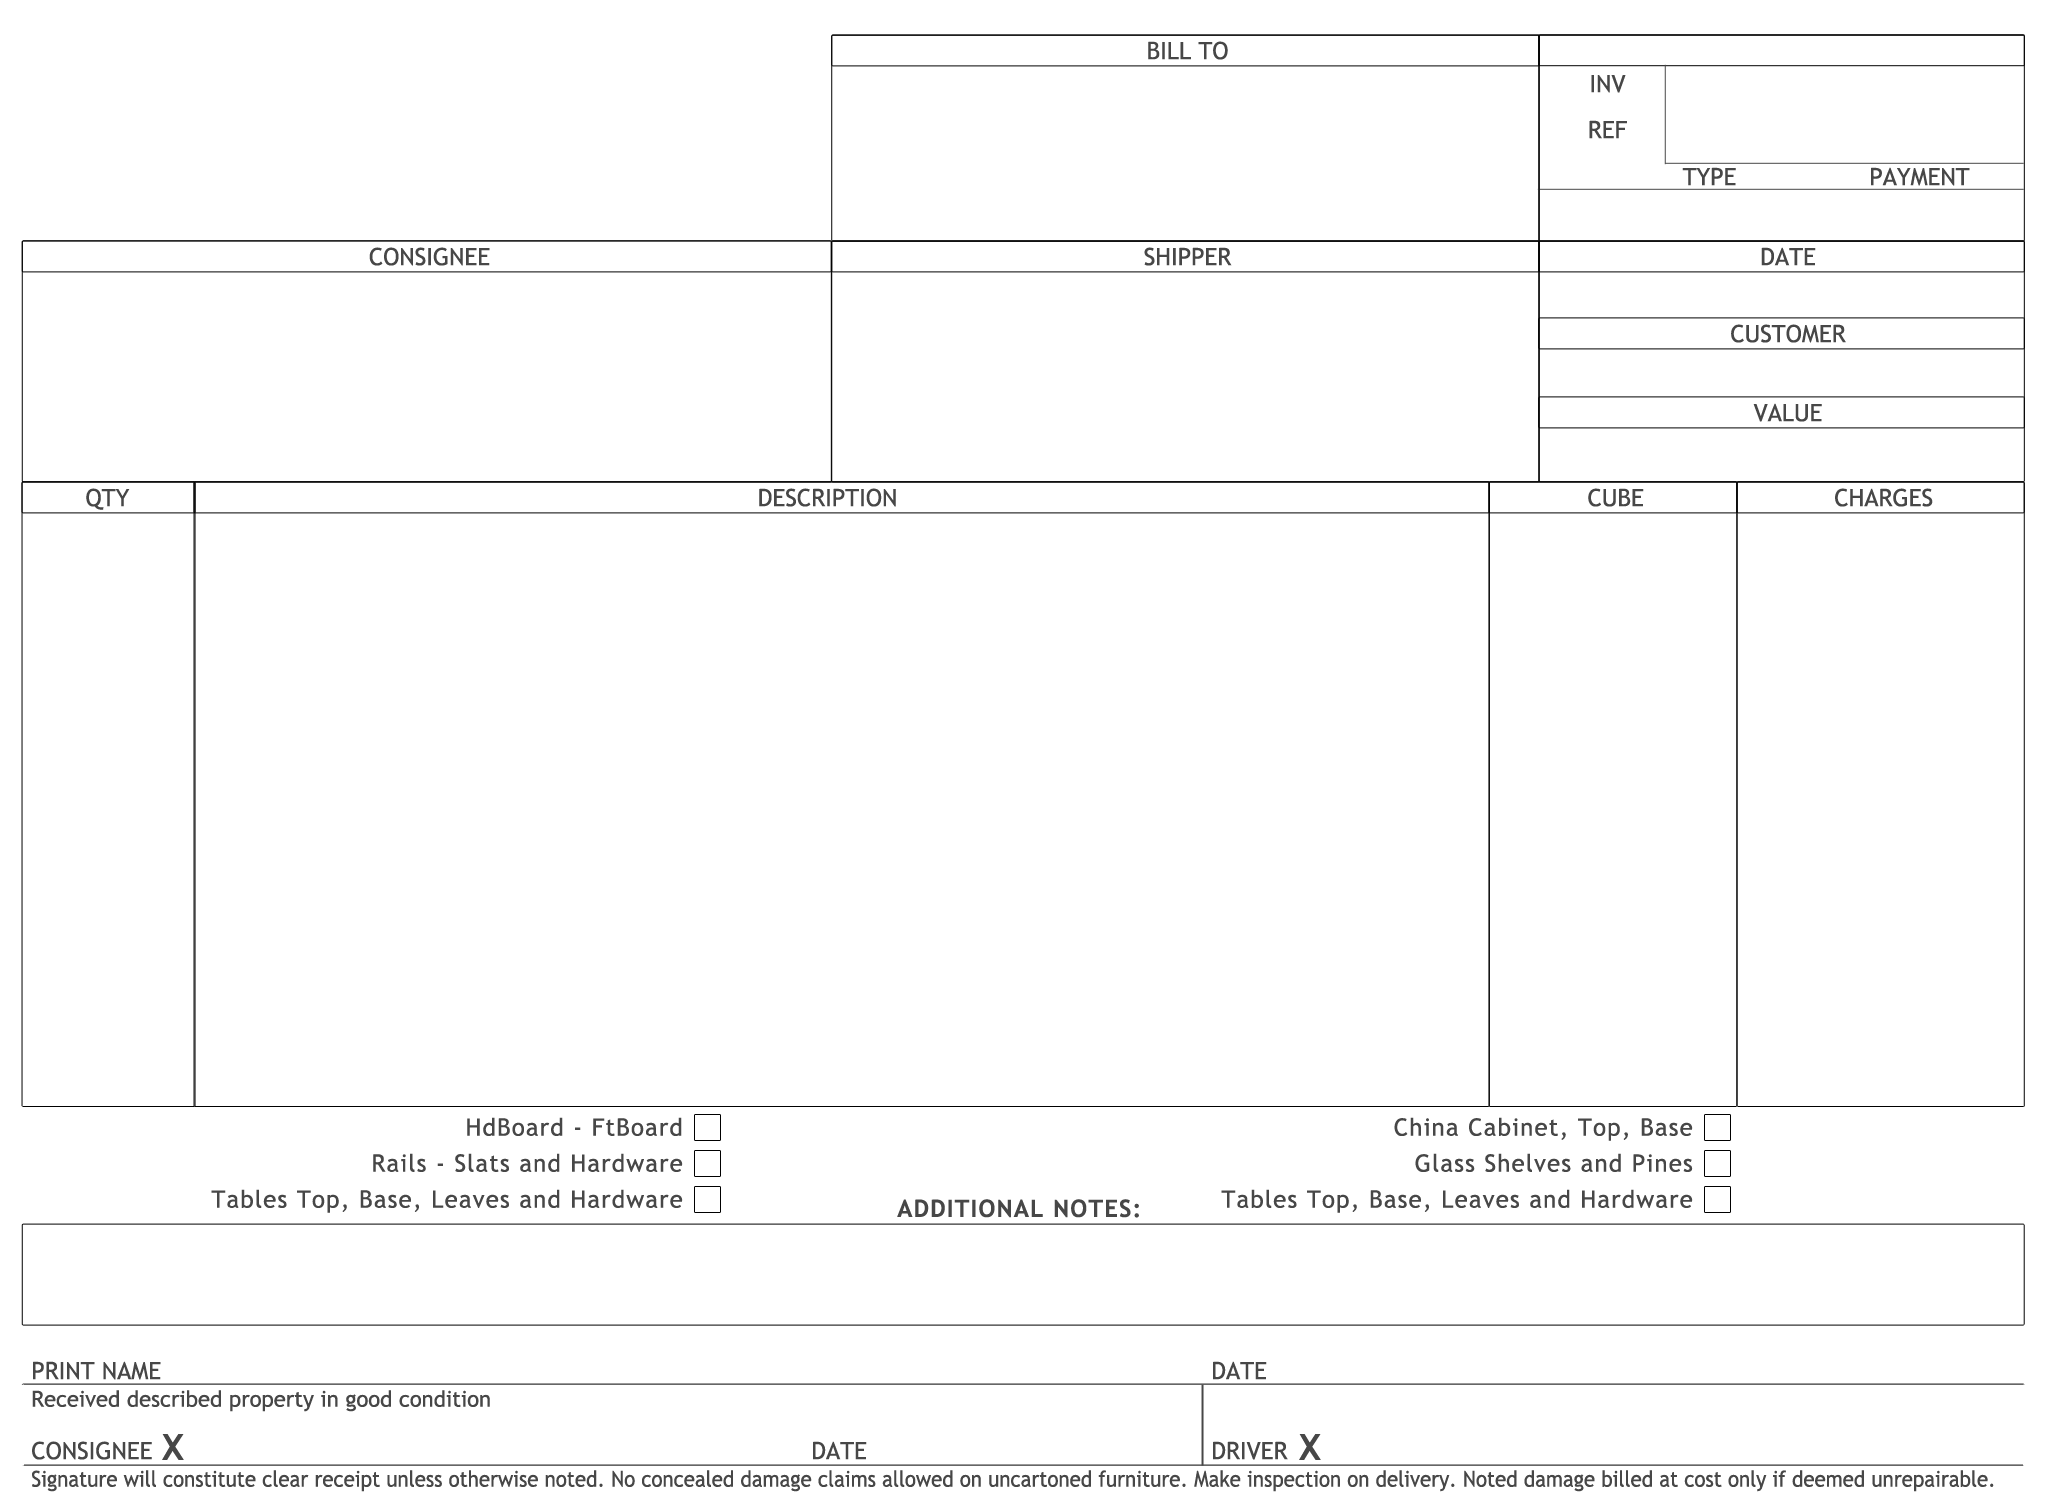 BILL TO
INV
REF
TYPE PAYMENT
CONSIGNEE SHIPPER DATE
CUSTOMER
VALUE
QTY DESCRIPTION CUBE CHARGES
HdBoard - FtBoard China Cabinet, Top, Base
Rails - Slats and Hardware Glass Shelves and Pines
Tables Top, Base, Leaves and Hardware ADDITIONAL NOTES: Tables Top, Base, Leaves and Hardware
PRINT NAME DATE
Received described property in good condition
CONSIGNEE X DATE DRIVER X
Signature will constitute clear receipt unless otherwise noted. No concealed damage claims allowed on uncartoned furniture. Make inspection on delivery. Noted damage billed at cost only if deemed unrepairable.